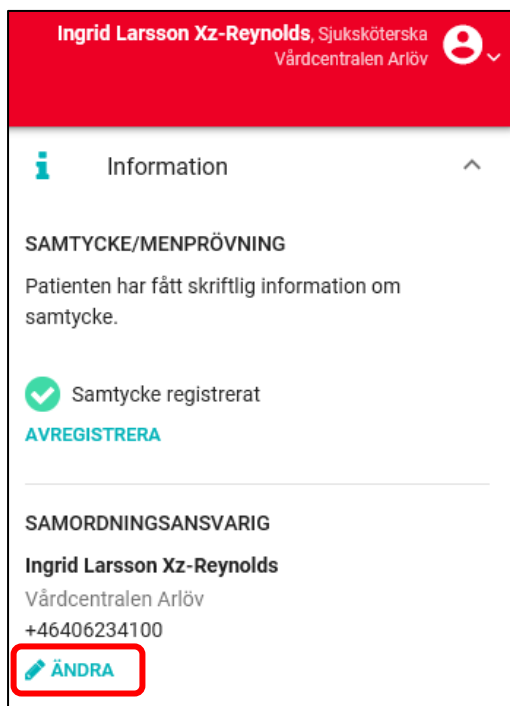 Ingrid Larsson Xz-Reynolds, Sjuksköterska
Vårdcentralen Arlöv
Information
SAMTYCKE/MENPRÖVNING
Patienten har fått skriftlig information om
samtycke.
Samtycke registrerat
AVREGISTRERA
SAMORDNINGSANSVARIG
Ingrid Larsson Xz-Reynolds
Vårdcentralen Arlöv
+46406234100
ÄNDRA